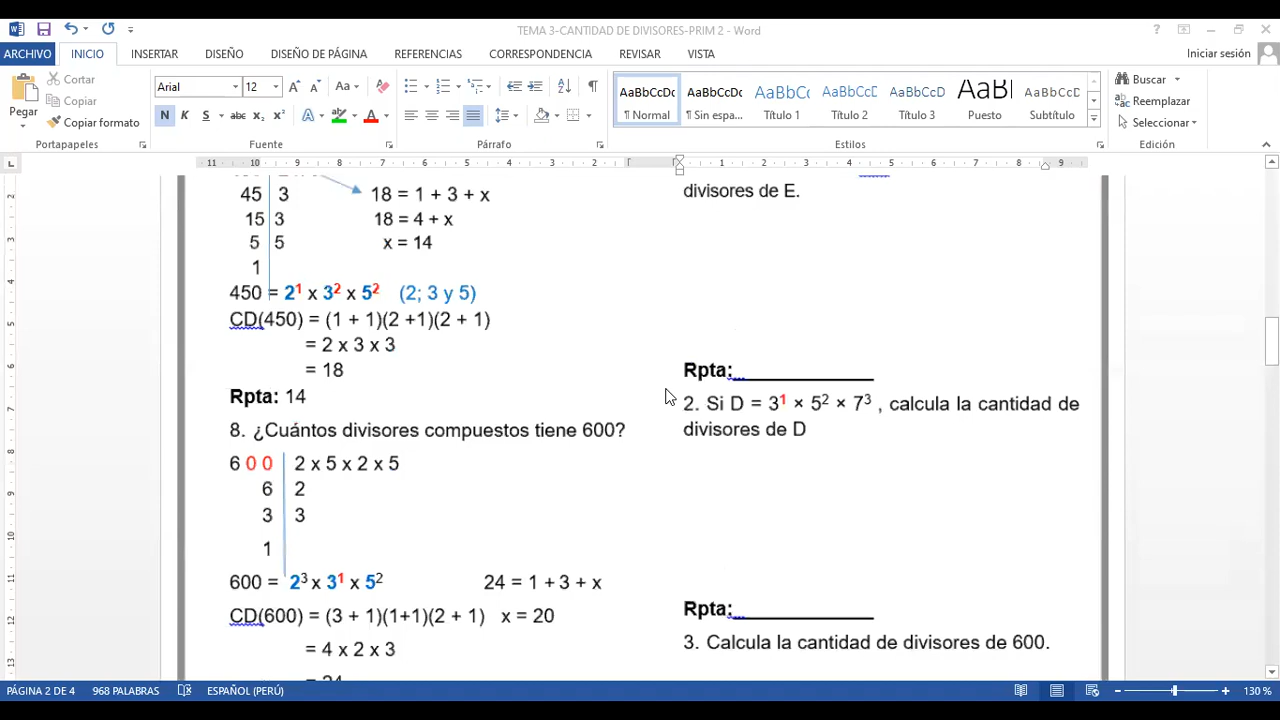 TEMA 3-CANTIDAD DE DIVISORES-PRIM 2 - Word
ARCHIVO INICIO INSERTAR DISEÑO DISEÑO DE PÁGINA REFERENCIAS CORRESPONDENCIA REVISAR VISTA Iniciar sesión
Pegar
Cortar
Copiar
Copiar formato
Portapapeles
Arial 12
Fuente
Párrafo
AaBbCcDc ¶ Normal
AaBbCcDc ¶ Sin espa...
AaBbCc Título 1
AaBbCcD Título 2
AaBbCcD Título 3
AaBl Puesto
AaBbCcD Subtítulo
Estilos
Buscar
Reemplazar
Seleccionar
Edición
45 3 18 = 1 + 3 + x
15 3 18 = 4 + x
5 5 x = 14
1
450 = 2¹ x 3² x 5² (2; 3 y 5)
CD(450) = (1 + 1)(2 +1)(2 + 1)
= 2 x 3 x 3
= 18
Rpta: 14
8. ¿Cuántos divisores compuestos tiene 600?
6 0 0 2 x 5 x 2 x 5
6 2
3 3
1
600 = 2³ x 3¹ x 5² 24 = 1 + 3 + x
CD(600) = (3 + 1)(1+1)(2 + 1) x = 20
= 4 x 2 x 3
= 24
divisores de E.
Rpta:
2. Si D = 3¹ × 5² × 7³ , calcula la cantidad de
divisores de D
Rpta:
3. Calcula la cantidad de divisores de 600.
PÁGINA 2 DE 4 968 PALABRAS ESPAÑOL (PERÚ) 130 %